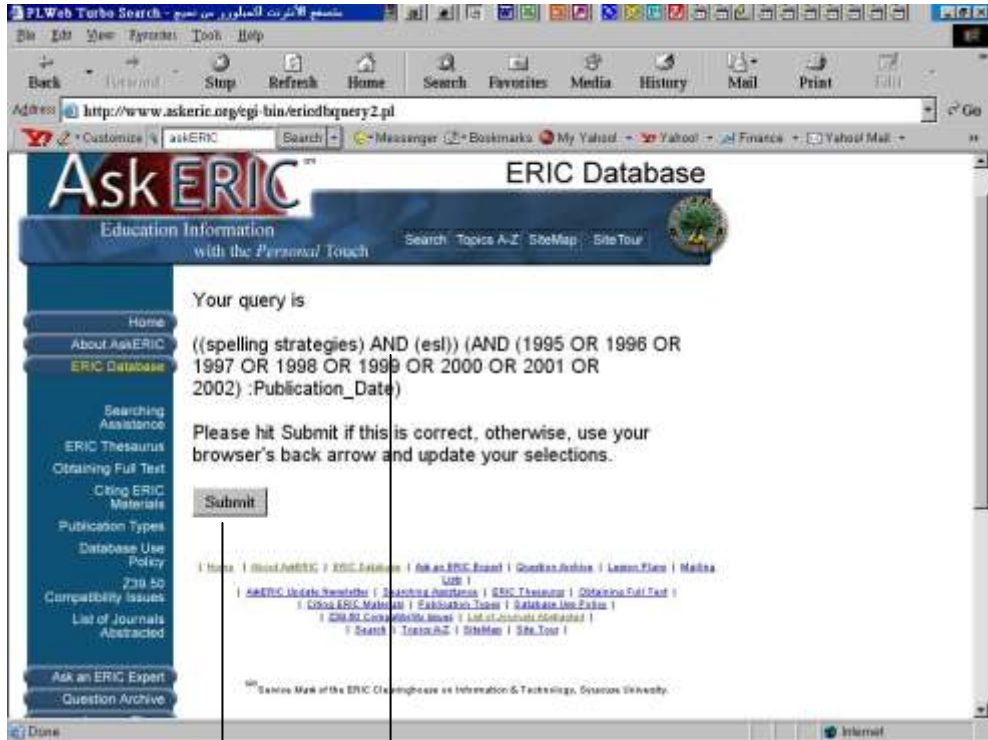 PLWeb Turbo Search -
File Edit View Favorites Tools Help
Back Forward Stop Refresh Home Search Favorites Media History Mail Print Edit
Address http://www.askeric.org/cgi-bin/ericdbquery2.pl Go
Customize askERIC Search Messenger Bookmarks My Yahoo! Yahoo! Finance Yahoo! Mail
Ask ERIC SM ERIC Database
Education Information
with the Personal Touch
Search Topics A-Z SiteMap Site Tour
Your query is
((spelling strategies) AND (esl)) (AND (1995 OR 1996 OR
1997 OR 1998 OR 1999 OR 2000 OR 2001 OR
2002) :Publication_Date)
Please hit Submit if this is correct, otherwise, use your
browser's back arrow and update your selections.
Submit
Home
About AskERIC
ERIC Database
Searching
Assistance
ERIC Thesaurus
Obtaining Full Text
Citing ERIC
Materials
Publication Types
Database Use
Policy
Z39.50
Compatibility Issues
List of Journals
Abstracted
Ask an ERIC Expert
Question Archive
| Home | About AskERIC | ERIC Database | Ask an ERIC Expert | Question Archive | Lesson Plans | Mailing
Lists |
| AskERIC Update Newsletter | Searching Assistance | ERIC Thesaurus | Obtaining Full Text |
| Citing ERIC Materials | Publication Types | Database Use Policy |
| Z39.50 Compatibility Issues | List of Journals Abstracted |
| Search | Topics A-Z | SiteMap | Site Tour |
SM Service Mark of the ERIC Clearinghouse on Information & Technology, Syracuse University.
Done Internet